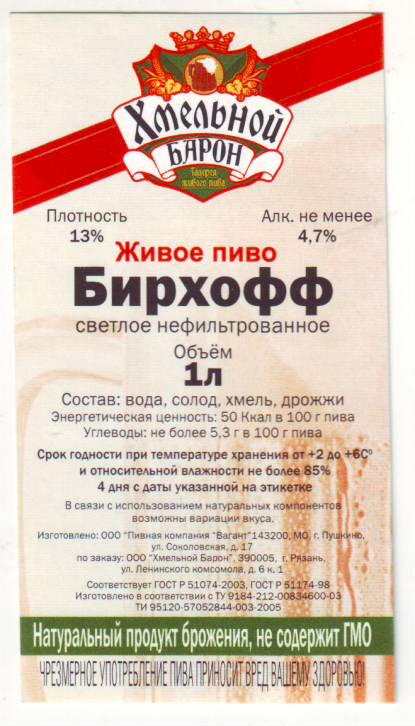 Хмельной
БАРОН
Галерея
живого пива
Плотность
13%
Алк. не менее
4,7%
Живое пиво
Бирхофф
светлое нефильтрованное
Объём
1л
Состав: вода, солод, хмель, дрожжи
Энергетическая ценность: 50 Ккал в 100 г пива
Углеводы: не более 5,3 г в 100 г пива
Срок годности при температуре хранения от +2 до +6С°
и относительной влажности не более 85%
4 дня с даты указанной на этикетке
В связи с использованием натуральных компонентов
возможны вариации вкуса.
Изготовлено: ООО "Пивная компания "Вагант"143200, МО, г. Пушкино,
ул. Соколовская, д. 17
по заказу: ООО "Хмельной Барон", 390005, г. Рязань,
ул. Ленинского комсомола, д. 6 к. 1
Соответствует ГОСТ Р 51074-2003, ГОСТ Р 51174-98
Изготовлено в соответствии с ТУ 9184-212-00834600-03
ТИ 95120-57052844-003-2005
Натуральный продукт брожения, не содержит ГМО
ЧРЕЗМЕРНОЕ УПОТРЕБЛЕНИЕ ПИВА ПРИНОСИТ ВРЕД ВАШЕМУ ЗДОРОВЬЮ!